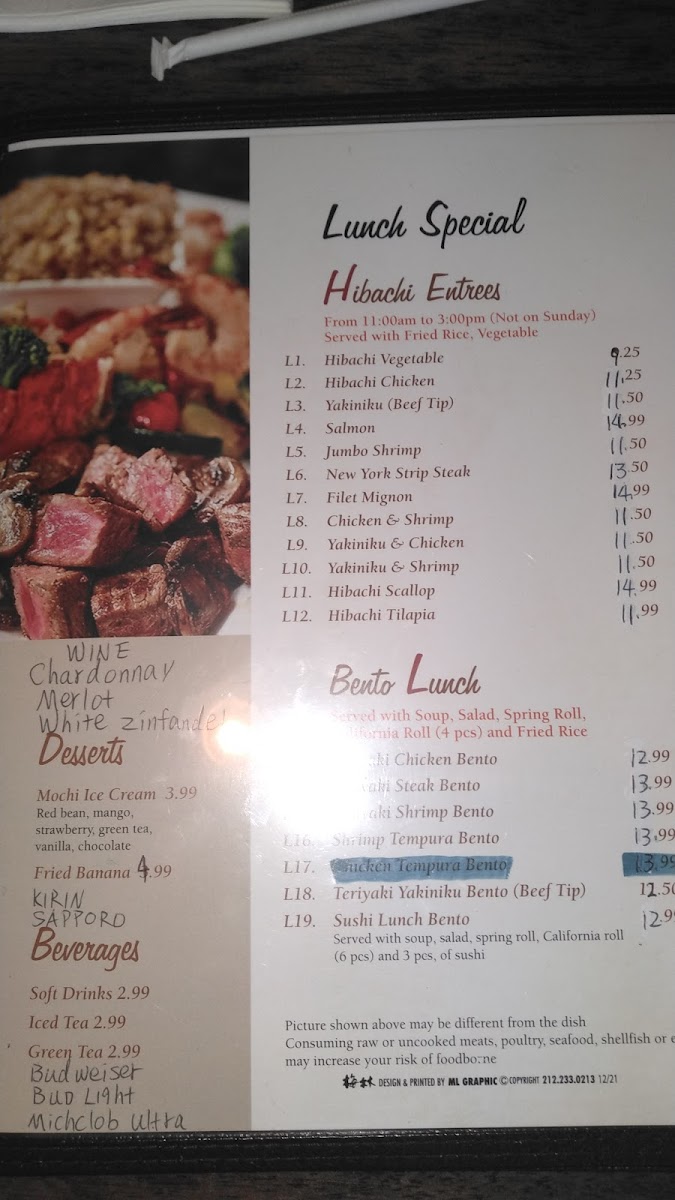 Lunch Special
Hibachi Entrees
From 11:00am to 3:00pm (Not on Sunday)
Served with Fried Rice, Vegetable
L1. Hibachi Vegetable 9.25
L2. Hibachi Chicken 11.25
L3. Yakiniku (Beef Tip) 11.50
L4. Salmon 14.99
L5. Jumbo Shrimp 11.50
L6. New York Strip Steak 13.50
L7. Filet Mignon 14.99
L8. Chicken & Shrimp 11.50
L9. Yakiniku & Chicken 11.50
L10. Yakiniku & Shrimp 11.50
L11. Hibachi Scallop 14.99
L12. Hibachi Tilapia 11.99
Bento Lunch
Served with Soup, Salad, Spring Roll,
California Roll (4 pcs) and Fried Rice
Chicken Bento 12.99
Steak Bento 13.99
Shrimp Bento 13.99
L16. Shrimp Tempura Bento 13.99
L17. Chicken Tempura Bento 13.99
L18. Teriyaki Yakiniku Bento (Beef Tip) 12.50
L19. Sushi Lunch Bento 12.9
Served with soup, salad, spring roll, California roll
(6 pcs) and 3 pcs, of sushi
Picture shown above may be different from the dish
Consuming raw or uncooked meats, poultry, seafood, shellfish or
may increase your risk of foodborne
DESIGN & PRINTED BY ML GRAPHIC © COPYRIGHT 212.233.0213 12/21
WINE
Chardonnay
Merlot
White zinfandel
Desserts
Mochi Ice Cream 3.99
Red bean, mango,
strawberry, green tea,
vanilla, chocolate
Fried Banana 4.99
KIRIN
SAPPORO
Beverages
Soft Drinks 2.99
Iced Tea 2.99
Green Tea 2.99
Budweiser
BUD LIGHT
Michclob Ultra